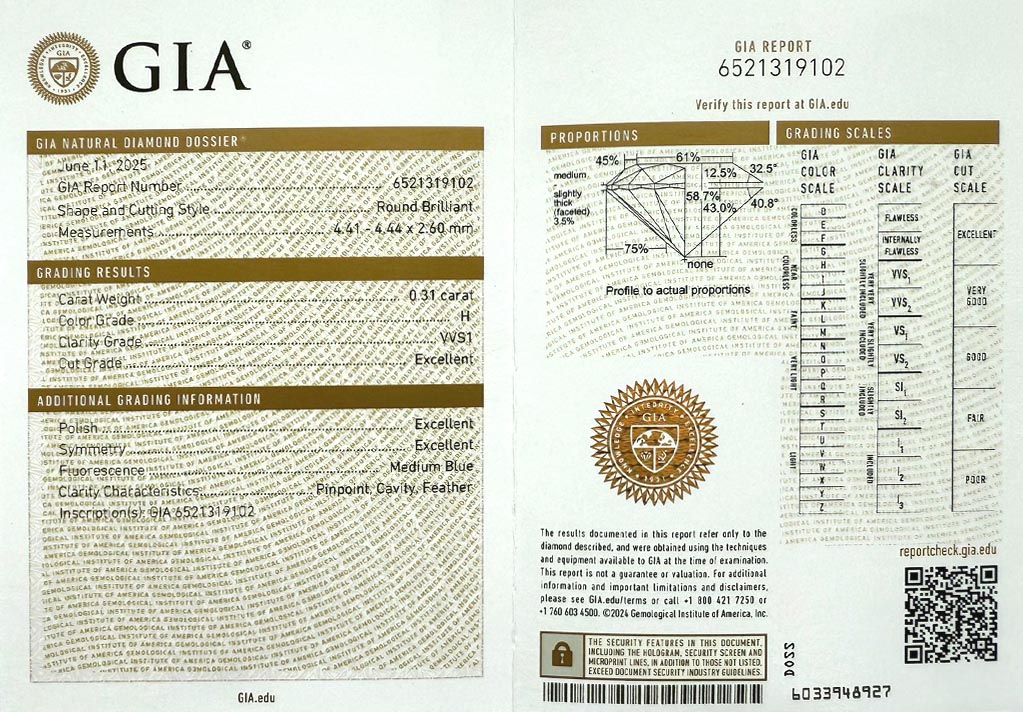 GIA®
GIA NATURAL DIAMOND DOSSIER®
June 11, 2025
GIA Report Number 6521319102
Shape and Cutting Style Round Brilliant
Measurements 4.41 - 4.44 x 2.60 mm
GRADING RESULTS
Carat Weight 0.31 carat
Color Grade H
Clarity Grade VVS1
Cut Grade Excellent
ADDITIONAL GRADING INFORMATION
Polish Excellent
Symmetry Excellent
Fluorescence Medium Blue
Clarity Characteristics Pinpoint, Cavity, Feather
Inscription(s): GIA 6521319102
GIA.edu
GIA REPORT
6521319102
Verify this report at GIA.edu
PROPORTIONS
45%
61%
12.5%
32.5°
medium
-
slightly
thick
(faceted)
3.5%
58.7%
43.0%
40.8°
75%
none
Profile to actual proportions
GIA
The results documented in this report refer only to the
diamond described, and were obtained using the techniques
and equipment available to GIA at the time of examination.
This report is not a guarantee or valuation. For additional
information and important limitations and disclaimers,
please see GIA.edu/terms or call +1 800 421 7250 or
+1 760 603 4500. ©2024 Gemological Institute of America, Inc.
THE SECURITY FEATURES IN THIS DOCUMENT,
INCLUDING THE HOLOGRAM, SECURITY SCREEN AND
MICROPRINT LINES, IN ADDITION TO THOSE NOT LISTED,
EXCEED DOCUMENT SECURITY INDUSTRY GUIDELINES.
GRADING SCALES
GIA
COLOR
SCALE
COLORLESS
D
E
F
NEAR COLORLESS
G
H
I
J
FAINT
K
L
M
VERY LIGHT
N
O
P
Q
R
LIGHT
S
T
U
V
W
X
Y
Z
GIA
CLARITY
SCALE
FLAWLESS
INTERNALLY
FLAWLESS
VERY VERY
SLIGHTLY INCLUDED
VVS1
VVS2
VERY SLIGHTLY
INCLUDED
VS1
VS2
SLIGHTLY
INCLUDED
SI1
SI2
INCLUDED
I1
I2
I3
GIA
CUT
SCALE
EXCELLENT
VERY
GOOD
GOOD
FAIR
POOR
reportcheck.gia.edu
D022
6033948927